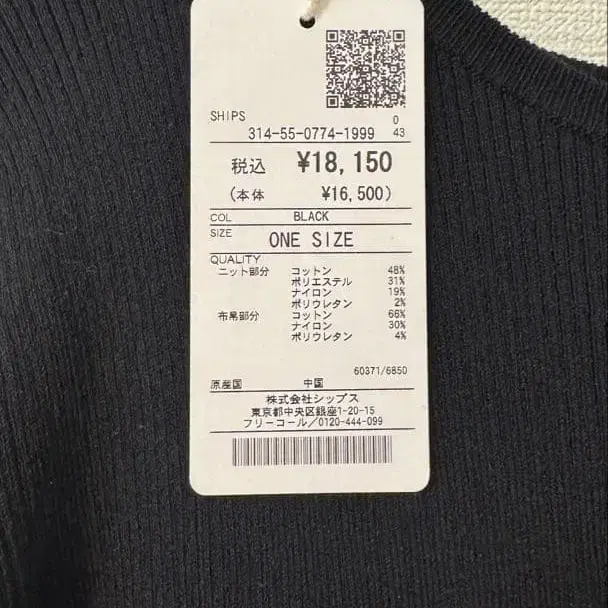 SHIPS
0
314-55-0774-1999 43
税込 ¥18,150
(本体 ¥16,500)
COL BLACK
SIZE ONE SIZE
QUALITY
ニット部分 コットン 48%
ポリエステル 31%
ナイロン 19%
ポリウレタン 2%
布帛部分 コットン 66%
ナイロン 30%
ポリウレタン 4%
60371/6850
原産国 中国
株式会社シップス
東京都中央区銀座1-20-15
フリーコール/0120-444-099